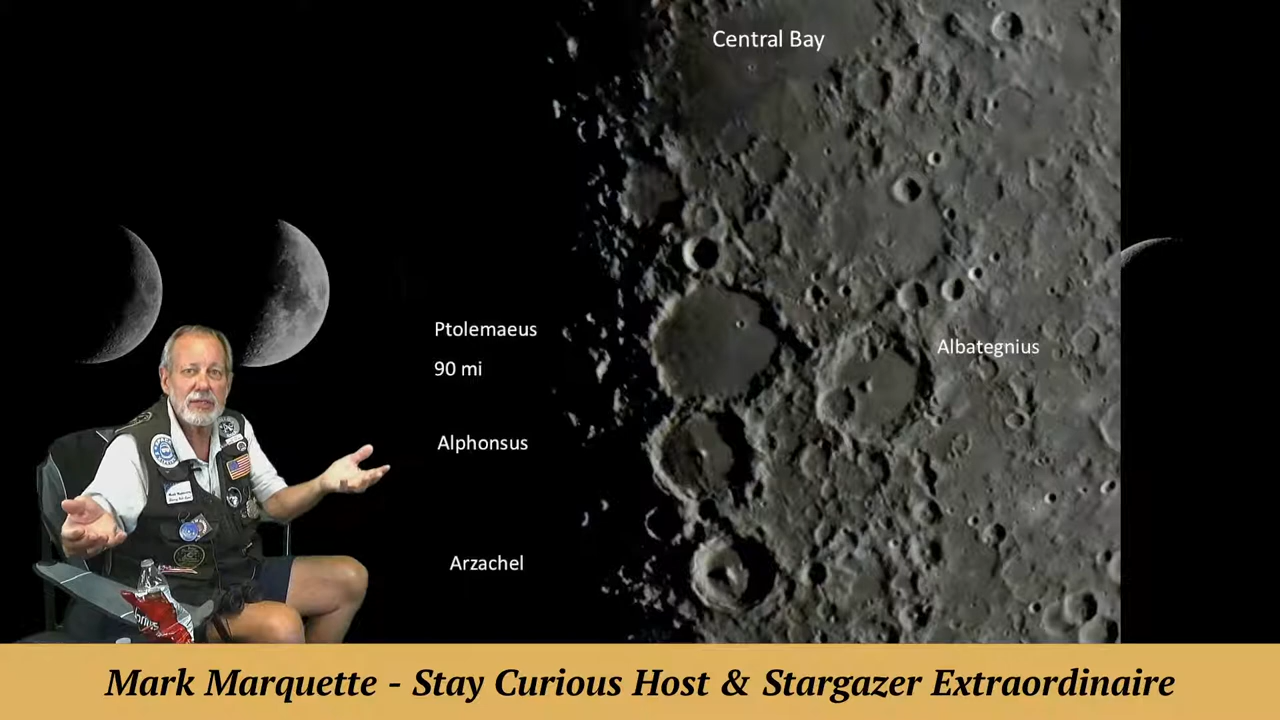 Central Bay
Ptolemaeus
90 mi
Albategnius
Alphonsus
Arzachel
Mark Marquette - Stay Curious Host & Stargazer Extraordinaire